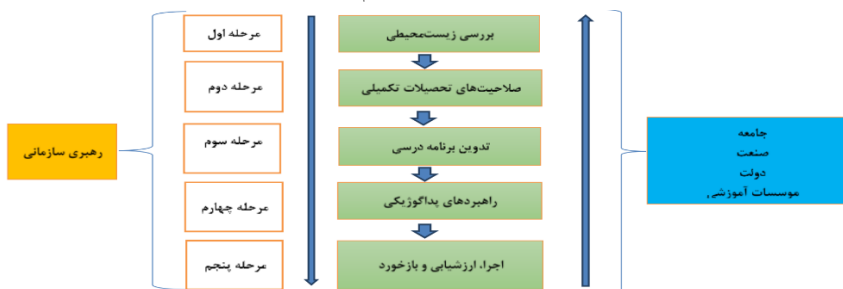 جامعه
صنعت
دولت
موسسات آموزشی
بررسی زیست‌محیطی
صلاحیت‌های تحصیلات تکمیلی
تدوین برنامه درسی
راهبردهای پداگوژیکی
اجرا، ارزشیابی و بازخورد
مرحله اول
مرحله دوم
مرحله سوم
مرحله چهارم
مرحله پنجم
رهبری سازمانی